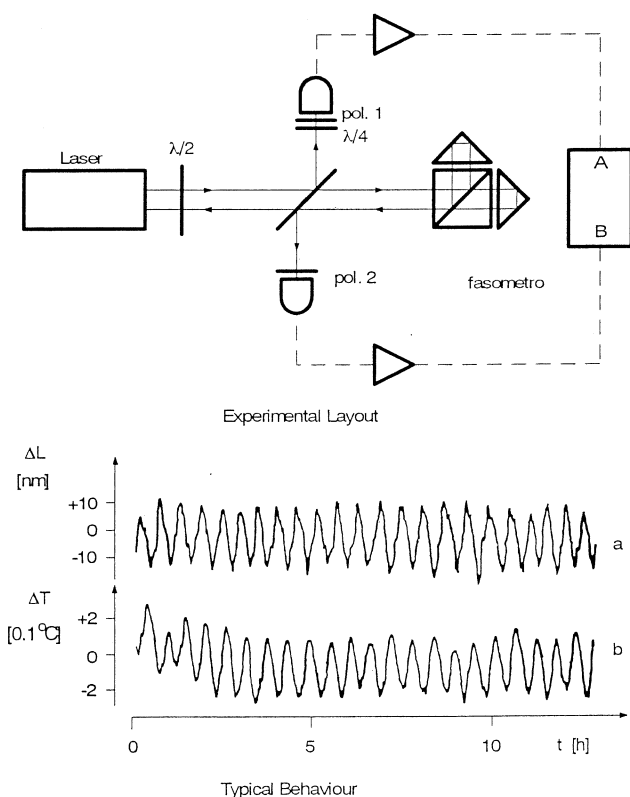 pol. 1
λ/4
Laser
λ/2
A
B
pol. 2
fasometro
Experimental Layout
ΔL
[nm]
+10
0
-10
a
ΔT
[0.1°C]
+2
0
-2
b
0
5
10
t [h]
Typical Behaviour